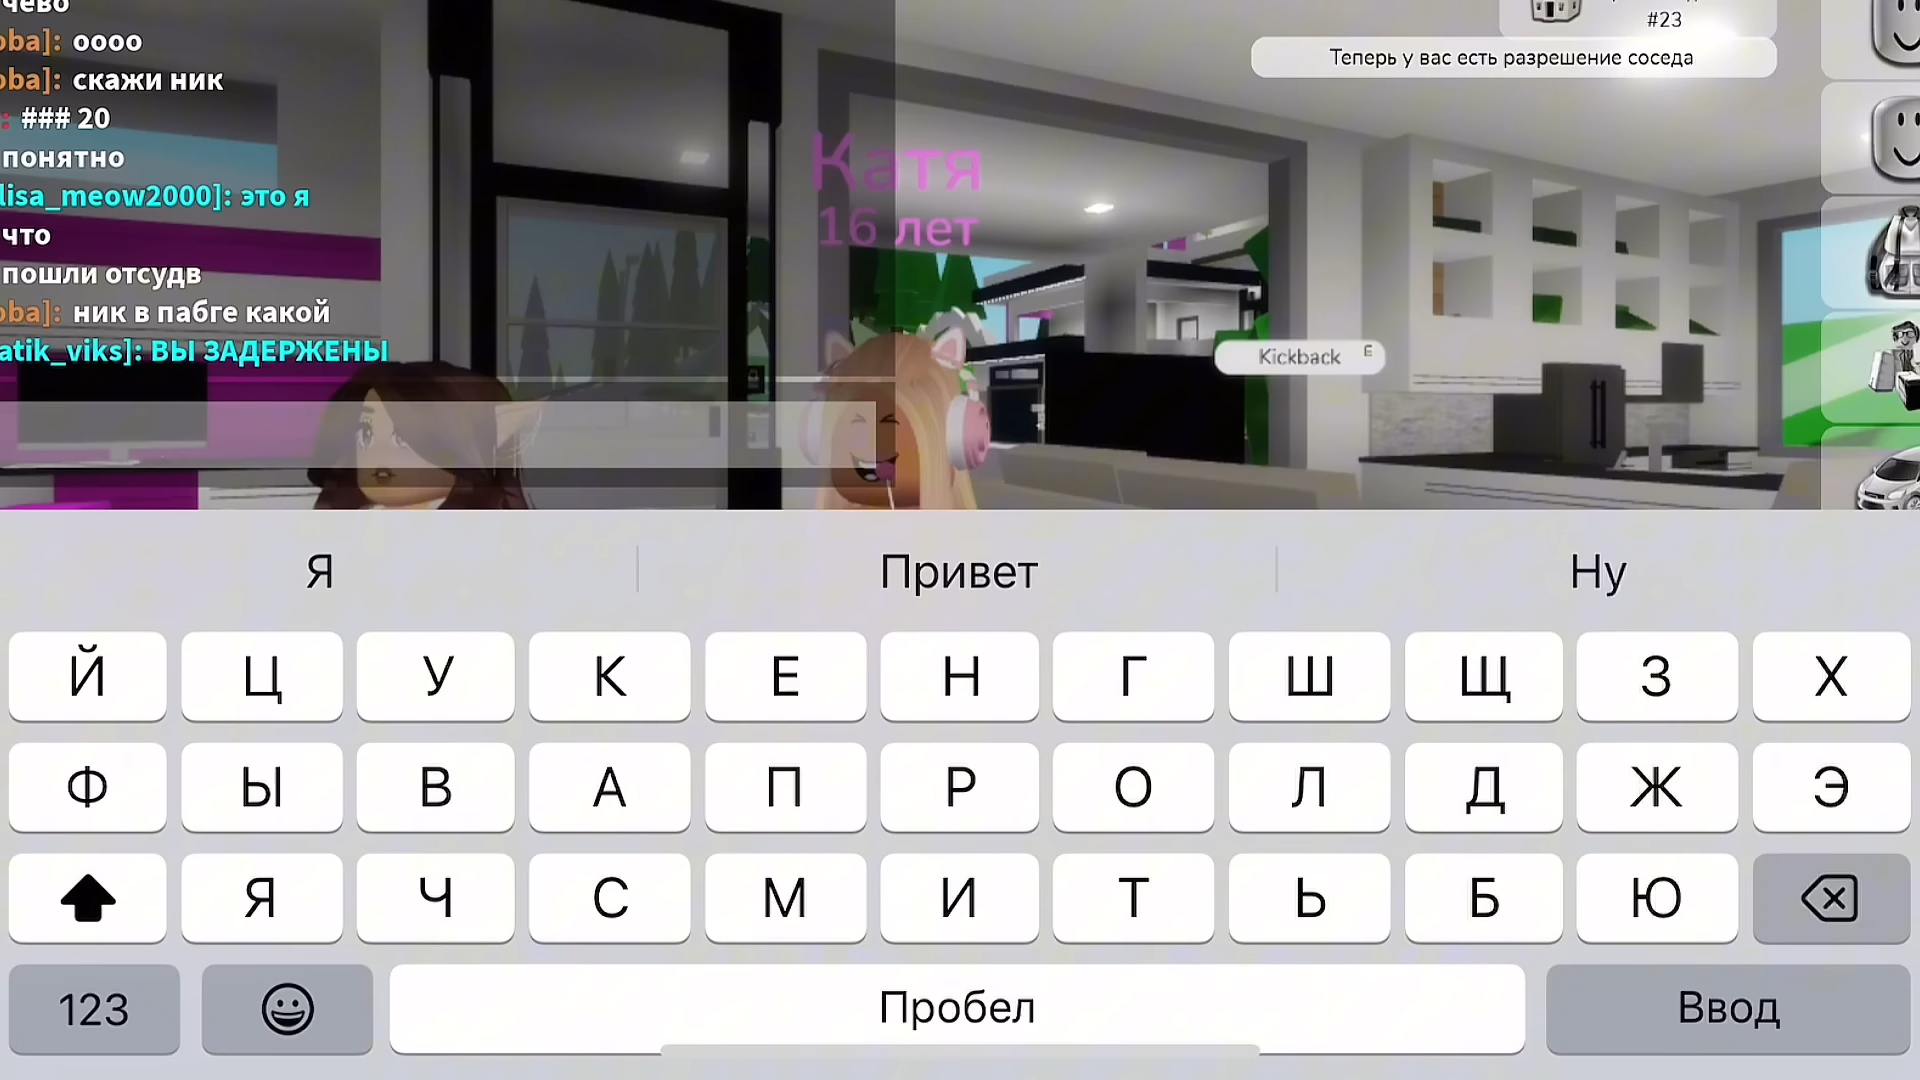 чево
oba]: оооо
oba]: скажи ник
: ### 20
понятно
lisa_meow2000]: это я
что
пошли отсудв
oba]: ник в пабге какой
atik_viks]: ВЫ ЗАДЕРЖЕНЫ
#23
Теперь у вас есть разрешение соседа
Катя
16 лет
Kickback E
Я Привет Ну
Й Ц У К Е Н Г Ш Щ З Х
Ф Ы В А П Р О Л Д Ж Э
Я Ч С М И Т Ь Б Ю
123 Пробел Ввод